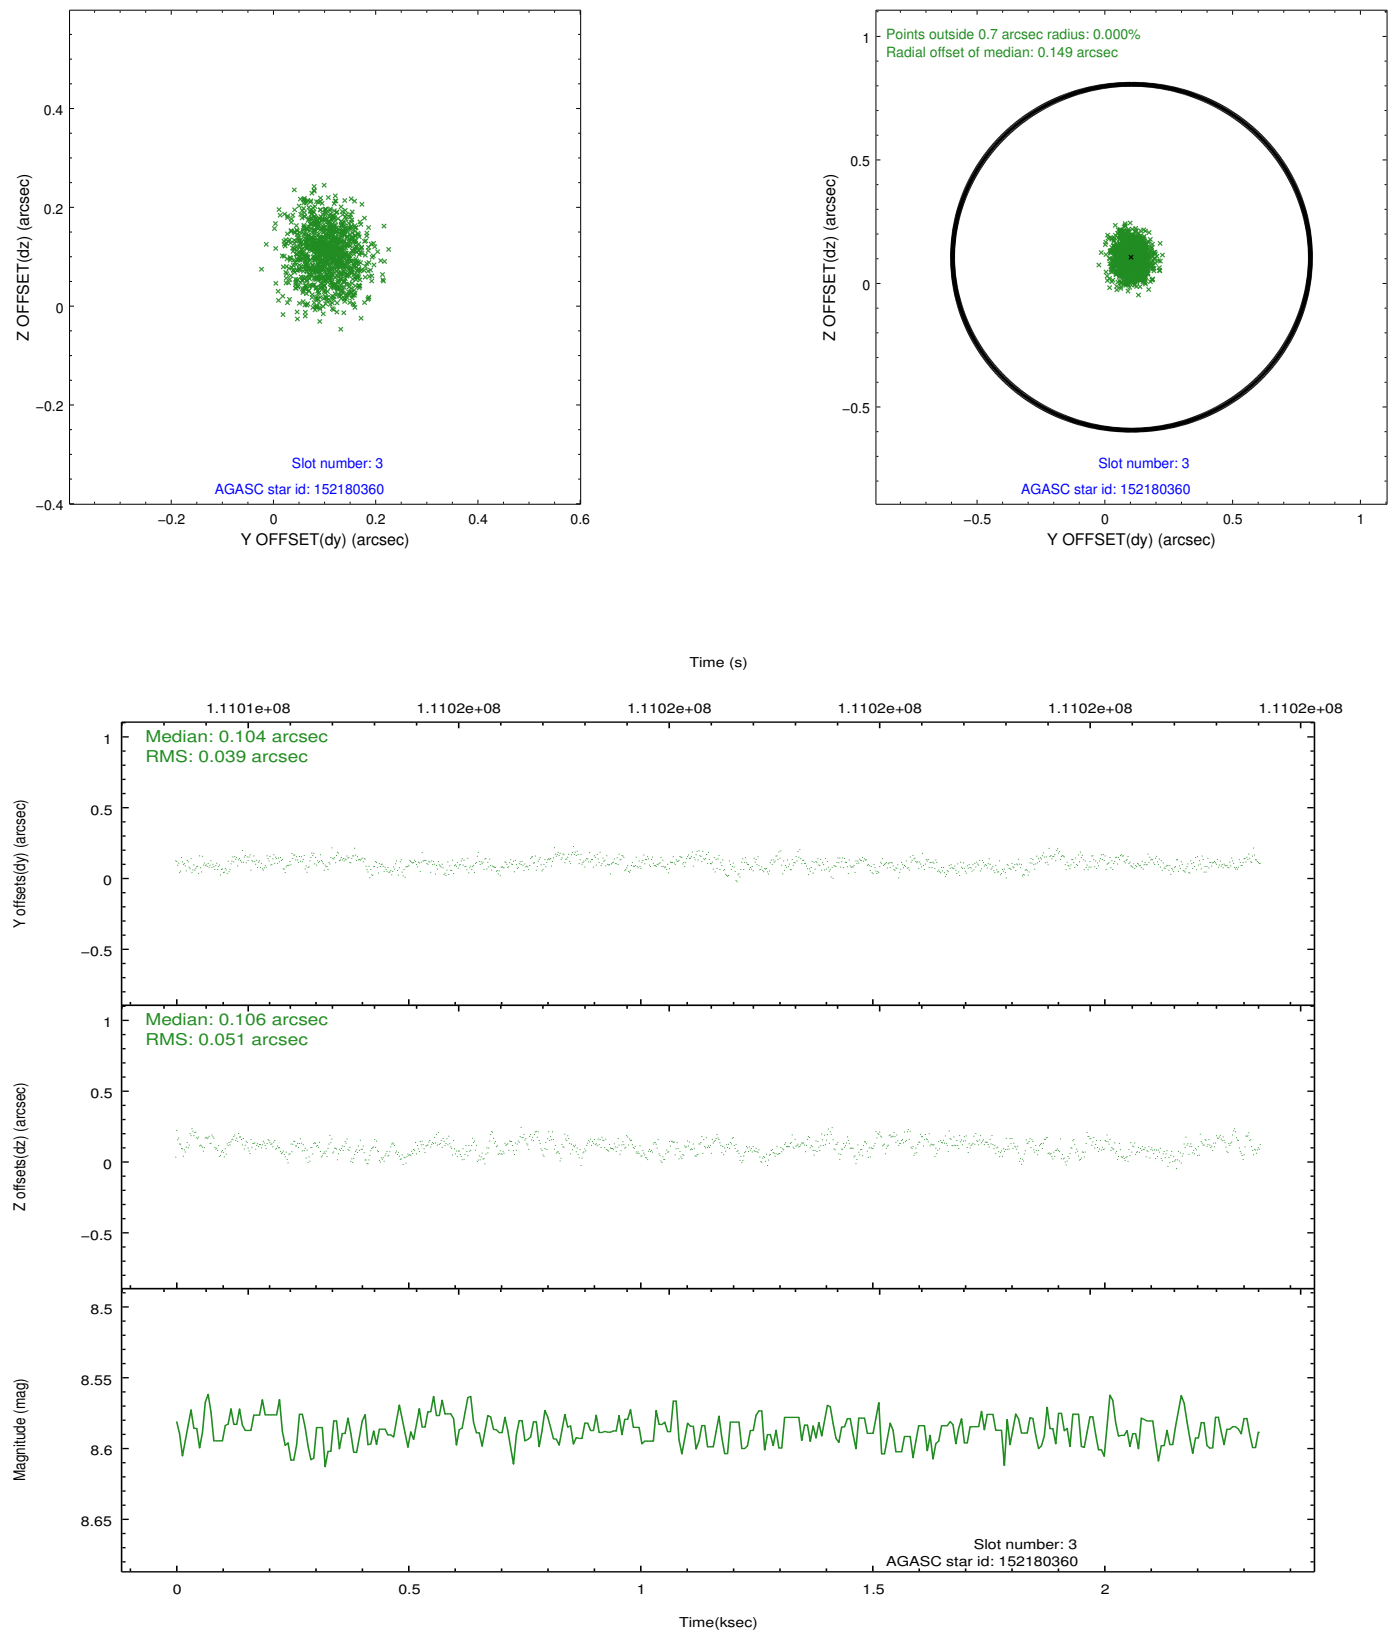 0.4
0.2
0
−0.2
−0.4
Z OFFSET(dz) (arcsec)
Slot number: 3
AGASC star id: 152180360
−0.2 0 0.2 0.4 0.6
Y OFFSET(dy) (arcsec)
Points outside 0.7 arcsec radius: 0.000%
Radial offset of median: 0.149 arcsec
1
0.5
0
−0.5
Z OFFSET(dz) (arcsec)
Slot number: 3
AGASC star id: 152180360
−0.5 0 0.5 1
Y OFFSET(dy) (arcsec)
Time (s)
1.1101e+08 1.1102e+08 1.1102e+08 1.1102e+08 1.1102e+08 1.1102e+08
Median: 0.104 arcsec
RMS: 0.039 arcsec
1
0.5
0
−0.5
Y offsets(dy) (arcsec)
Median: 0.106 arcsec
RMS: 0.051 arcsec
1
0.5
0
−0.5
Z offsets(dz) (arcsec)
8.5
8.55
8.6
8.65
Magnitude (mag)
Slot number: 3
AGASC star id: 152180360
0 0.5 1 1.5 2
Time(ksec)